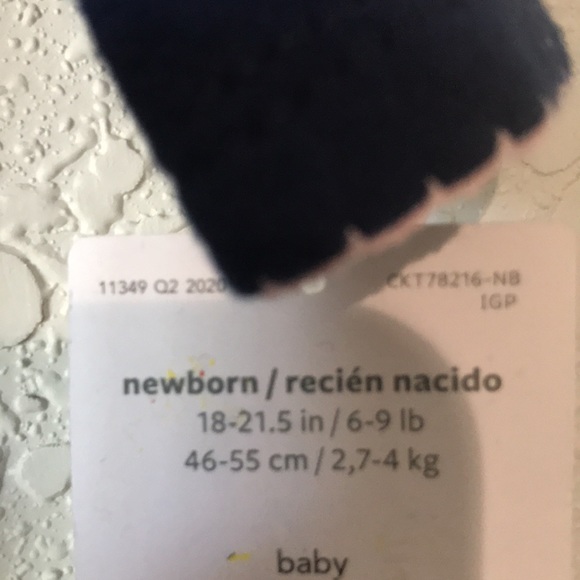 11349 Q2 2020
CKT78216-NB
IGP
newborn / recién nacido
18-21.5 in / 6-9 lb
46-55 cm / 2,7-4 kg
baby